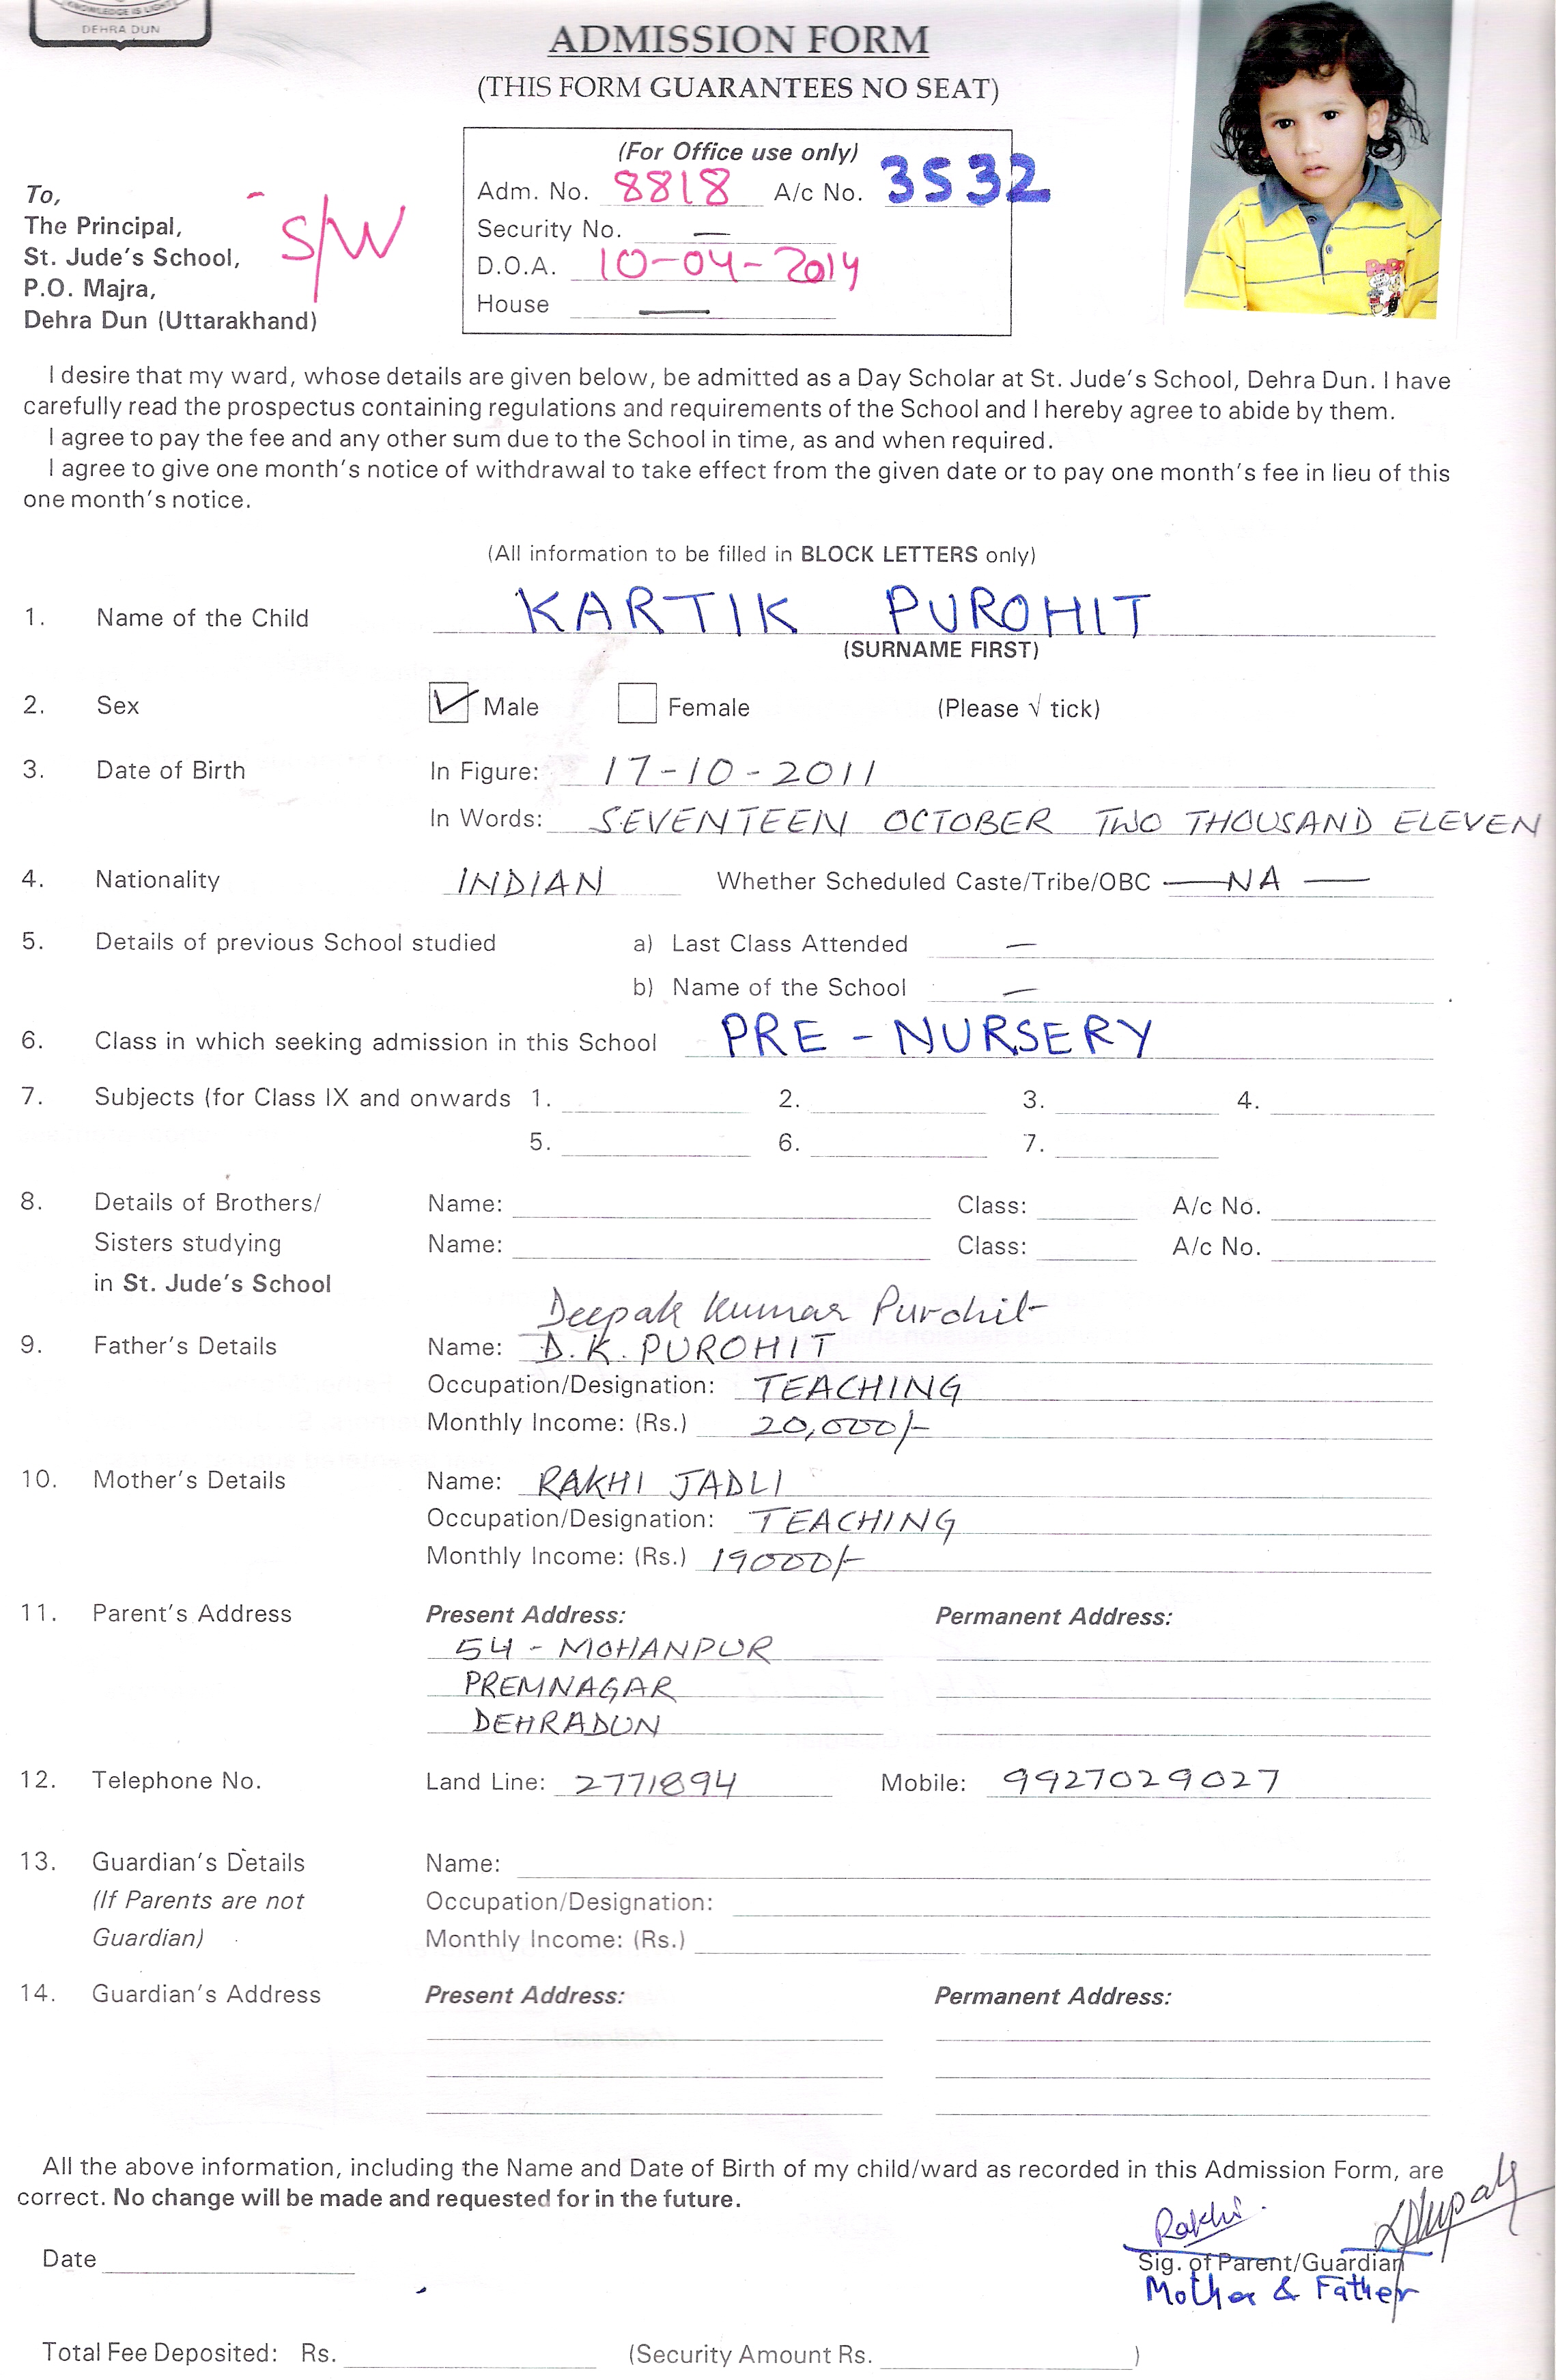 KNOWLEDGE IS LIGHT
DEHRA DUN
ADMISSION FORM
(THIS FORM GUARANTEES NO SEAT)
(For Office use only)
Adm. No. 8818 A/c No. 3532
Security No. —
D.O.A. 10-04-2014
House —
To,
The Principal,
St. Jude's School,
P.O. Majra,
Dehra Dun (Uttarakhand)
S/W
I desire that my ward, whose details are given below, be admitted as a Day Scholar at St. Jude's School, Dehra Dun. I have
carefully read the prospectus containing regulations and requirements of the School and I hereby agree to abide by them.
I agree to pay the fee and any other sum due to the School in time, as and when required.
I agree to give one month's notice of withdrawal to take effect from the given date or to pay one month's fee in lieu of this
one month's notice.
(All information to be filled in BLOCK LETTERS only)
1. Name of the Child KARTIK PUROHIT
(SURNAME FIRST)
2. Sex ✓ Male Female (Please √ tick)
3. Date of Birth In Figure: 17-10-2011
In Words: SEVENTEEN OCTOBER TWO THOUSAND ELEVEN
4. Nationality INDIAN Whether Scheduled Caste/Tribe/OBC — NA —
5. Details of previous School studied a) Last Class Attended —
b) Name of the School —
6. Class in which seeking admission in this School PRE - NURSERY
7. Subjects (for Class IX and onwards 1. 2. 3. 4.
5. 6. 7.
8. Details of Brothers/ Name: Class: A/c No.
Sisters studying Name: Class: A/c No.
in St. Jude's School
Deepak Kumar Purohit
9. Father's Details Name: D.K. PUROHIT
Occupation/Designation: TEACHING
Monthly Income: (Rs.) 20,000/-
10. Mother's Details Name: RAKHI JADLI
Occupation/Designation: TEACHING
Monthly Income: (Rs.) 19000/-
11. Parent's Address Present Address: Permanent Address:
54 - MOHANPUR
PREMNAGAR
DEHRADUN
12. Telephone No. Land Line: 2771894 Mobile: 9927029027
13. Guardian's Details Name:
(If Parents are not Occupation/Designation:
Guardian) Monthly Income: (Rs.)
14. Guardian's Address Present Address: Permanent Address:
All the above information, including the Name and Date of Birth of my child/ward as recorded in this Admission Form, are
correct. No change will be made and requested for in the future.
Rakhi
Date Sig. of Parent/Guardian
Mother & Father
Total Fee Deposited: Rs. (Security Amount Rs. )